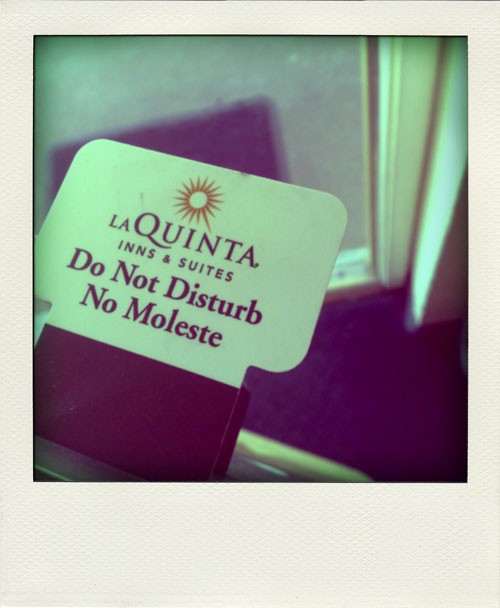 LA QUINTA
INNS & SUITES
Do Not Disturb
No Moleste